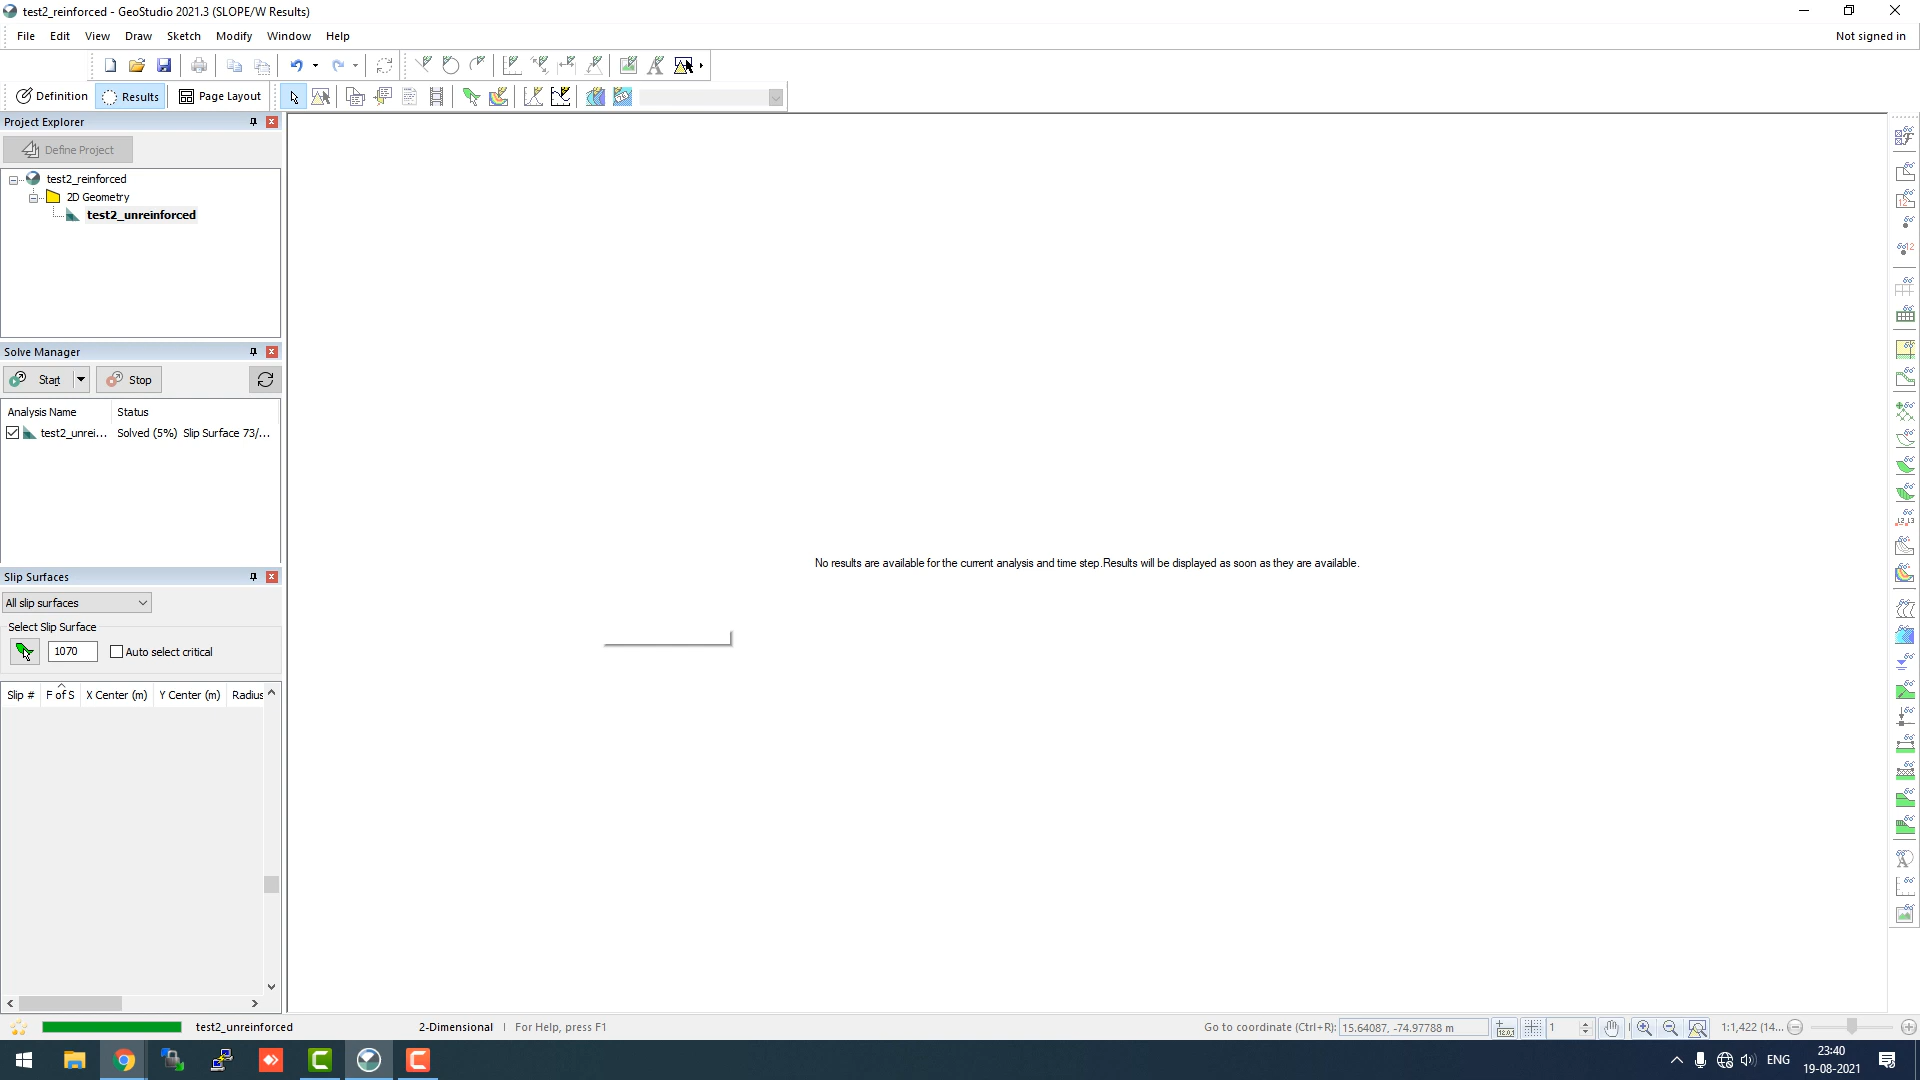 test2_reinforced - GeoStudio 2021.3 (SLOPE/W Results)
File Edit View Draw Sketch Modify Window Help
Not signed in
Definition Results Page Layout
Project Explorer
Define Project
test2_reinforced
2D Geometry
test2_unreinforced
Solve Manager
Start Stop
Analysis Name Status
test2_unrei... Solved (5%) Slip Surface 73/...
Slip Surfaces
All slip surfaces
Select Slip Surface
1070 Auto select critical
Slip # F of S X Center (m) Y Center (m) Radius
No results are available for the current analysis and time step.Results will be displayed as soon as they are available.
test2_unreinforced 2-Dimensional For Help, press F1
Go to coordinate (Ctrl+R): 15.64087, -74.97788 m 1 1:1,422 (14...
ENG
23:40
19-08-2021